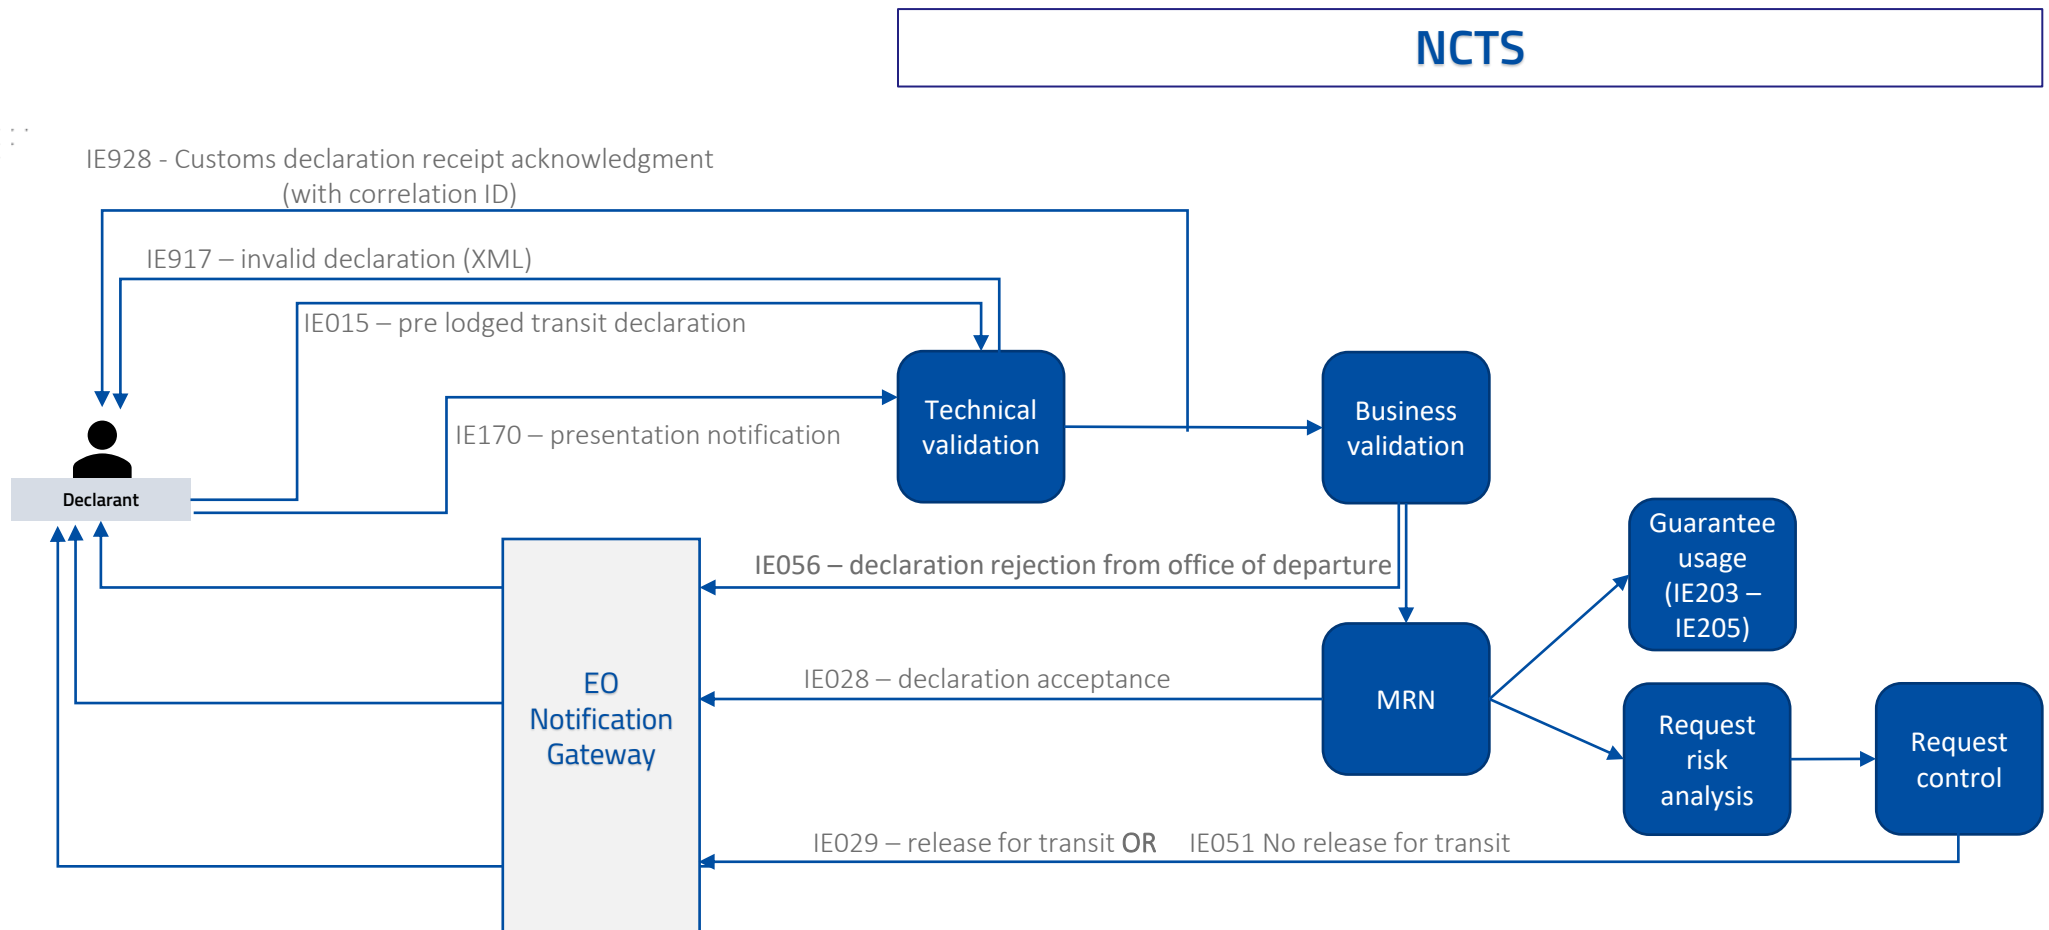 NCTS
IE928 - Customs declaration receipt acknowledgment
(with correlation ID)
IE917 – invalid declaration (XML)
IE015 – pre lodged transit declaration
IE170 – presentation notification
Technical
validation
Business
validation
Declarant
Guarantee
usage
(IE203 –
IE205)
IE056 – declaration rejection from office of departure
EO
Notification
Gateway
IE028 – declaration acceptance
MRN
Request
risk
analysis
Request
control
IE029 – release for transit OR IE051 No release for transit